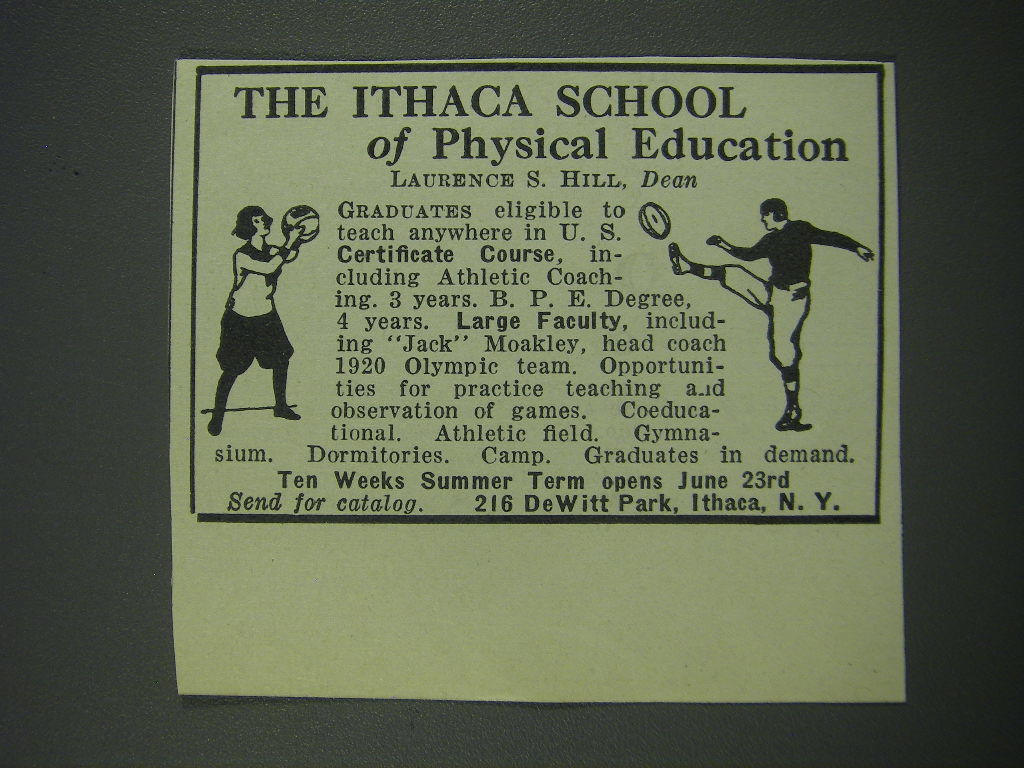 THE ITHACA SCHOOL
of Physical Education
LAURENCE S. HILL, Dean
GRADUATES eligible to
teach anywhere in U. S.
Certificate Course, in-
cluding Athletic Coach-
ing. 3 years. B. P. E. Degree,
4 years. Large Faculty, includ-
ing "Jack" Moakley, head coach
1920 Olympic team. Opportuni-
ties for practice teaching and
observation of games. Coeduca-
tional. Athletic field. Gymna-
sium. Dormitories. Camp. Graduates in demand.
Ten Weeks Summer Term opens June 23rd
Send for catalog. 216 DeWitt Park, Ithaca, N. Y.